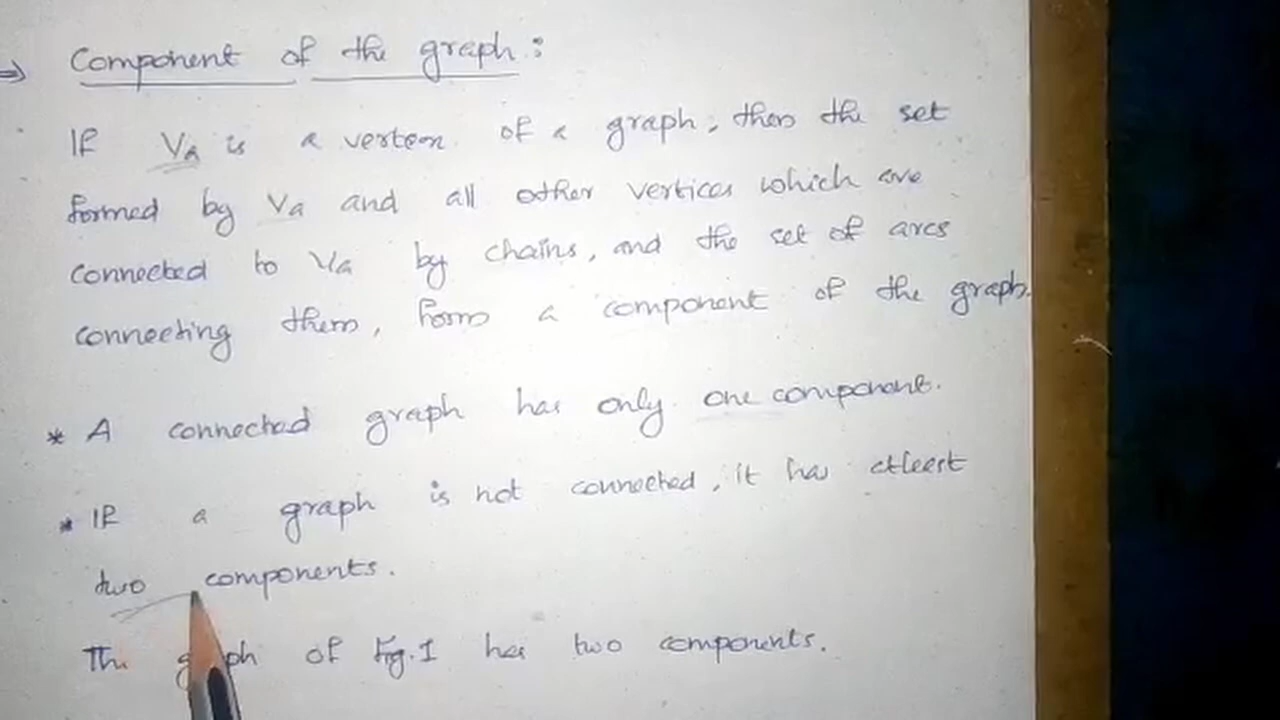 ⇒ Component of the graph :
If Va is a vertex of a graph, then the set
formed by Va and all other vertices which are
connected to Va by chains, and the set of arcs
connecting them, form a component of the graph.
* A connected graph has only one component.
* If a graph is not connected, it has atleast
two components.
The graph of Fig.1 has two components.